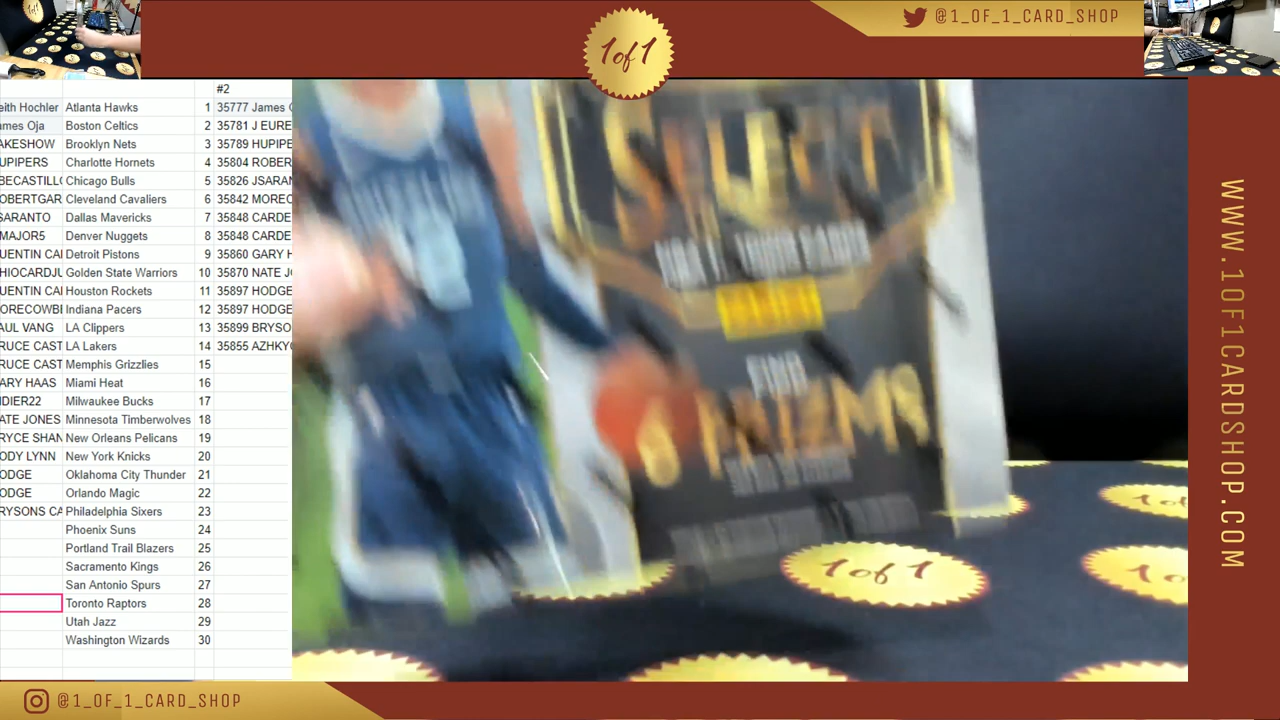 @1_OF_1_CARD_SHOP
1of1
#2
eith Hochler Atlanta Hawks 1 35777 James
ames Oja Boston Celtics 2 35781 J EURE
AKESHOW Brooklyn Nets 3 35789 HUPIPE
UPIPERS Charlotte Hornets 4 35804 ROBER
BECASTILL Chicago Bulls 5 35826 JSARAN
OBERTGAR Cleveland Cavaliers 6 35842 MOREC
SARANTO Dallas Mavericks 7 35848 CARDE
MAJOR5 Denver Nuggets 8 35848 CARDE
UENTIN CA Detroit Pistons 9 35860 GARY H
HIOCARDJU Golden State Warriors 10 35870 NATE J
UENTIN CA Houston Rockets 11 35897 HODGE
ORECOWB Indiana Pacers 12 35897 HODGE
AUL VANG LA Clippers 13 35899 BRYSO
RUCE CAST LA Lakers 14 35855 AZHKY
RUCE CAST Memphis Grizzlies 15
ARY HAAS Miami Heat 16
IDIER22 Milwaukee Bucks 17
ATE JONES Minnesota Timberwolves 18
RYCE SHAN New Orleans Pelicans 19
ODY LYNN New York Knicks 20
ODGE Oklahoma City Thunder 21
ODGE Orlando Magic 22
RYSONS CA Philadelphia Sixers 23
Phoenix Suns 24
Portland Trail Blazers 25
Sacramento Kings 26
San Antonio Spurs 27
Toronto Raptors 28
Utah Jazz 29
Washington Wizards 30
SELECT
1of1
WWW.1OF1CARDSHOP.COM
@1_OF_1_CARD_SHOP